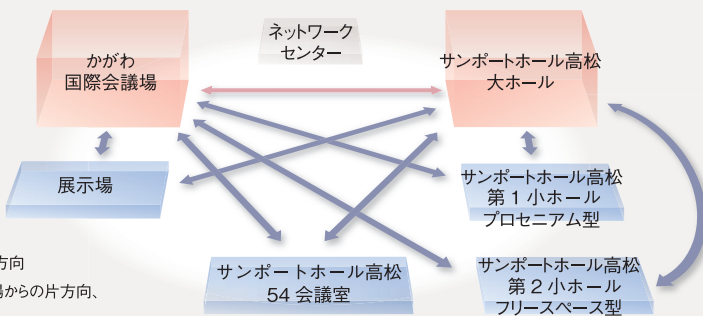 ネットワーク
センター
かがわ
国際会議場
サンポートホール高松
大ホール
展示場
サンポートホール高松
第1小ホール
プロセニアム型
サンポートホール高松
54会議室
サンポートホール高松
第2小ホール
フリースペース型
方向
場からの片方向、